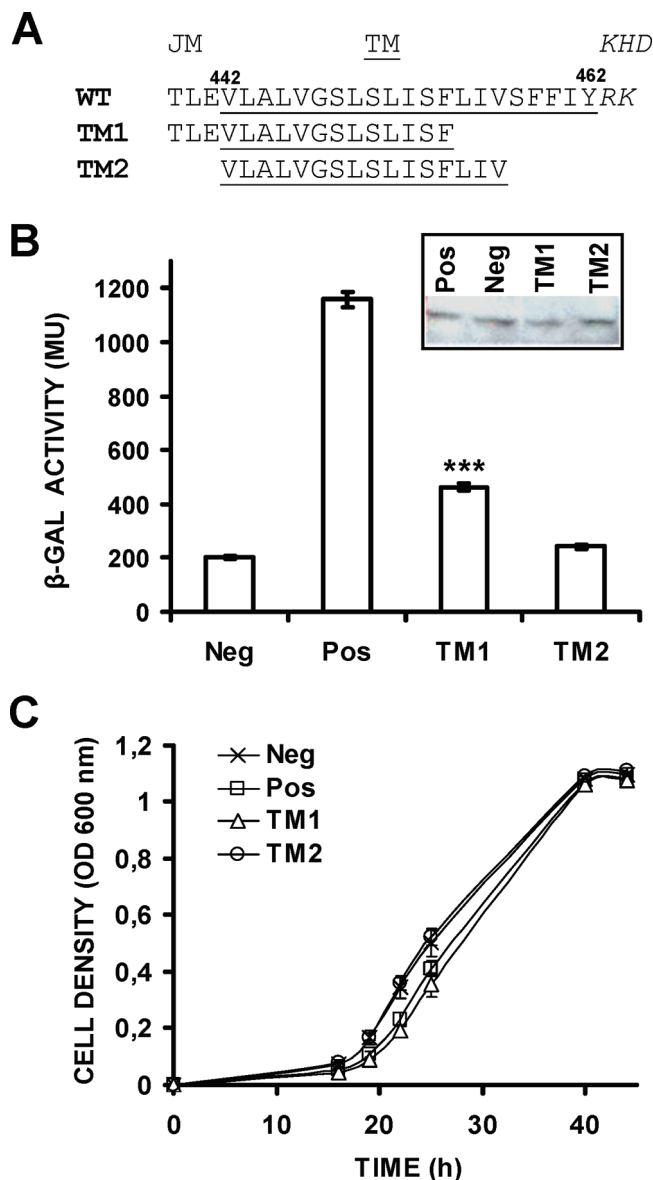 A
JM TM KHD
442 462
WT TLEVLALVGSLSLISFLIVSFFIYRK
TM1 TLEVLALVGSLSLISF
TM2 VLALVGSLSLISFLIV
B
Pos Neg TM1 TM2
β-GAL ACTIVITY (MU)
1200
1000
800
600
400
200
0
***
Neg Pos TM1 TM2
C
CELL DENSITY (OD 600 nm)
1,2
1
0,8
0,6
0,4
0,2
0
Neg
Pos
TM1
TM2
0 10 20 30 40
TIME (h)